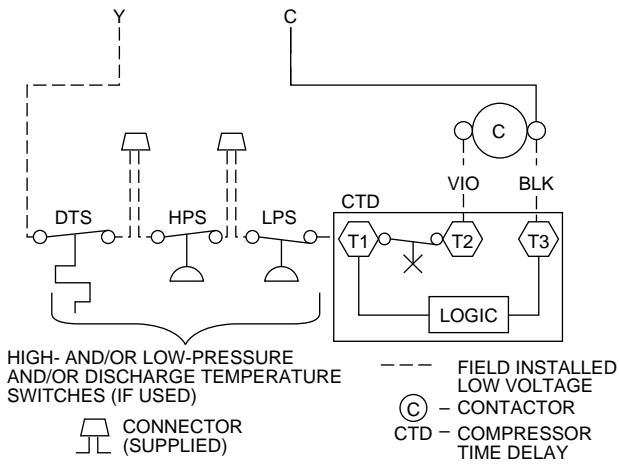 Y
C
C
VIO
BLK
CTD
DTS
HPS
LPS
T1
T2
T3
LOGIC
HIGH- AND/OR LOW-PRESSURE
AND/OR DISCHARGE TEMPERATURE
SWITCHES (IF USED)
CONNECTOR
(SUPPLIED)
---- FIELD INSTALLED
LOW VOLTAGE
C – CONTACTOR
CTD – COMPRESSOR
TIME DELAY